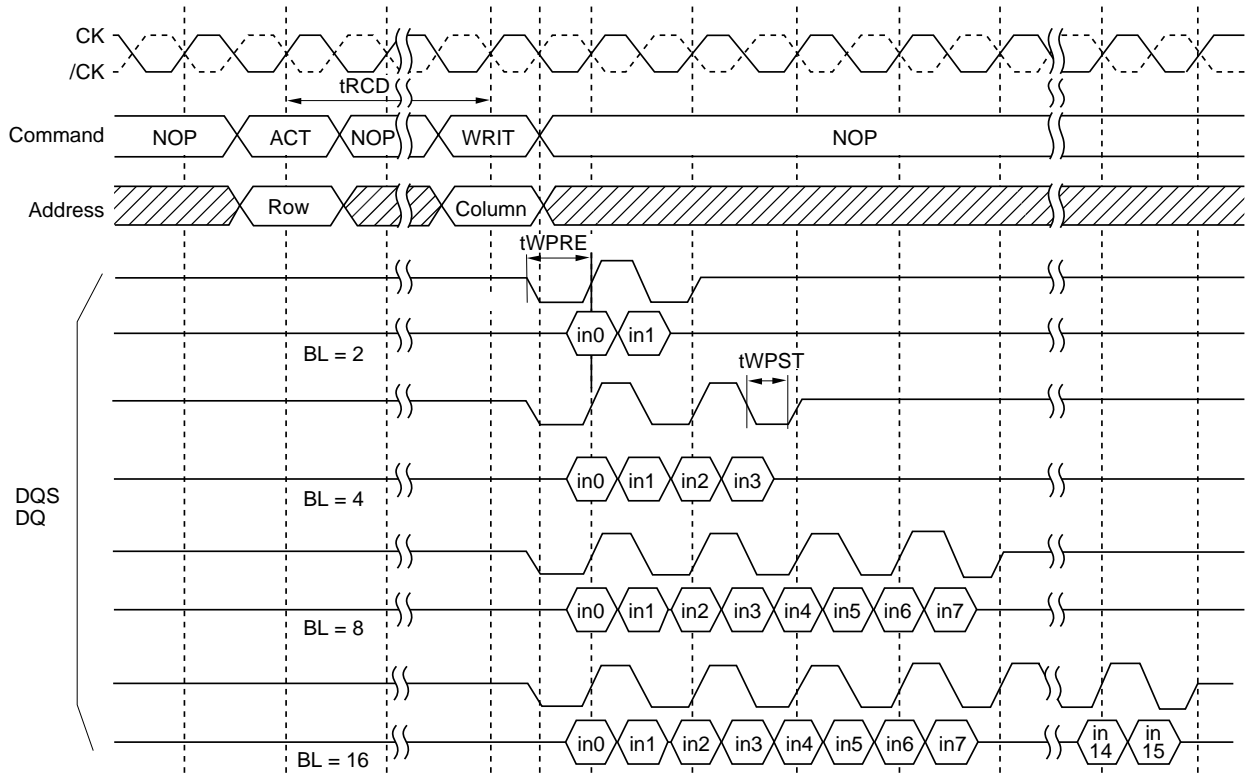 CK
/CK
tRCD
Command NOP ACT NOP WRIT NOP
Address Row Column
tWPRE
in0 in1
BL = 2
tWPST
in0 in1 in2 in3
BL = 4
DQS
DQ
in0 in1 in2 in3 in4 in5 in6 in7
BL = 8
in0 in1 in2 in3 in4 in5 in6 in7 in 14 in 15
BL = 16